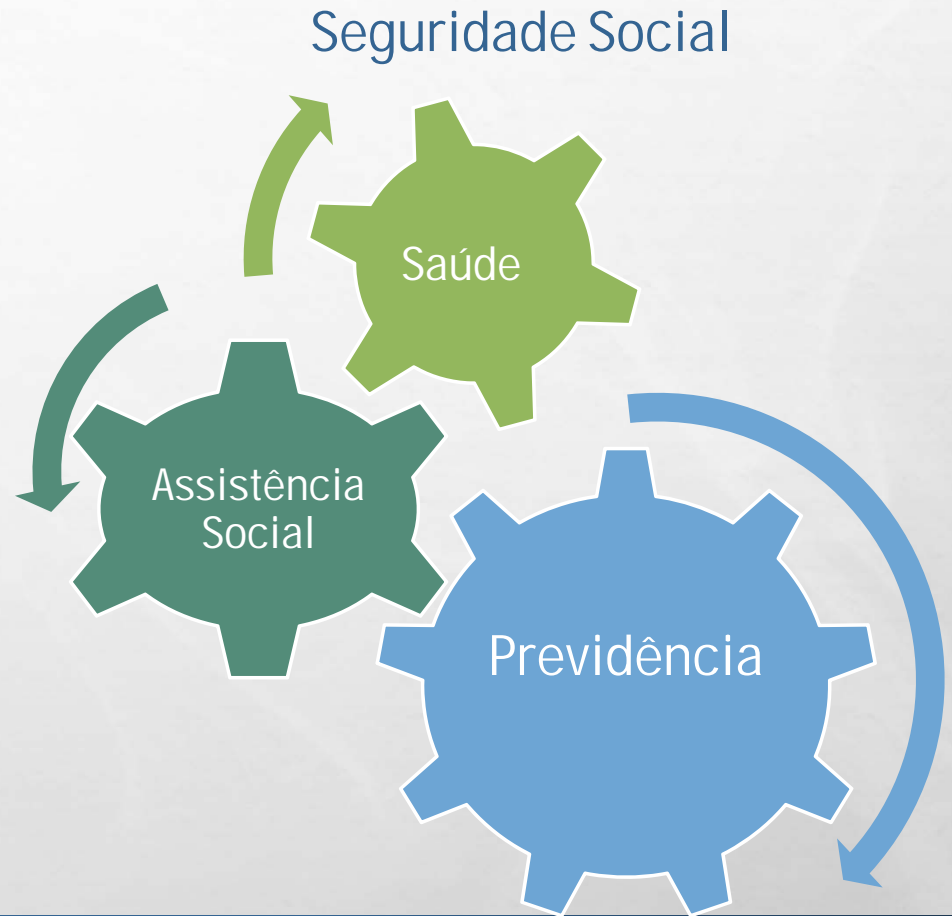 Seguridade Social
Saúde
Assistência
Social
Previdência